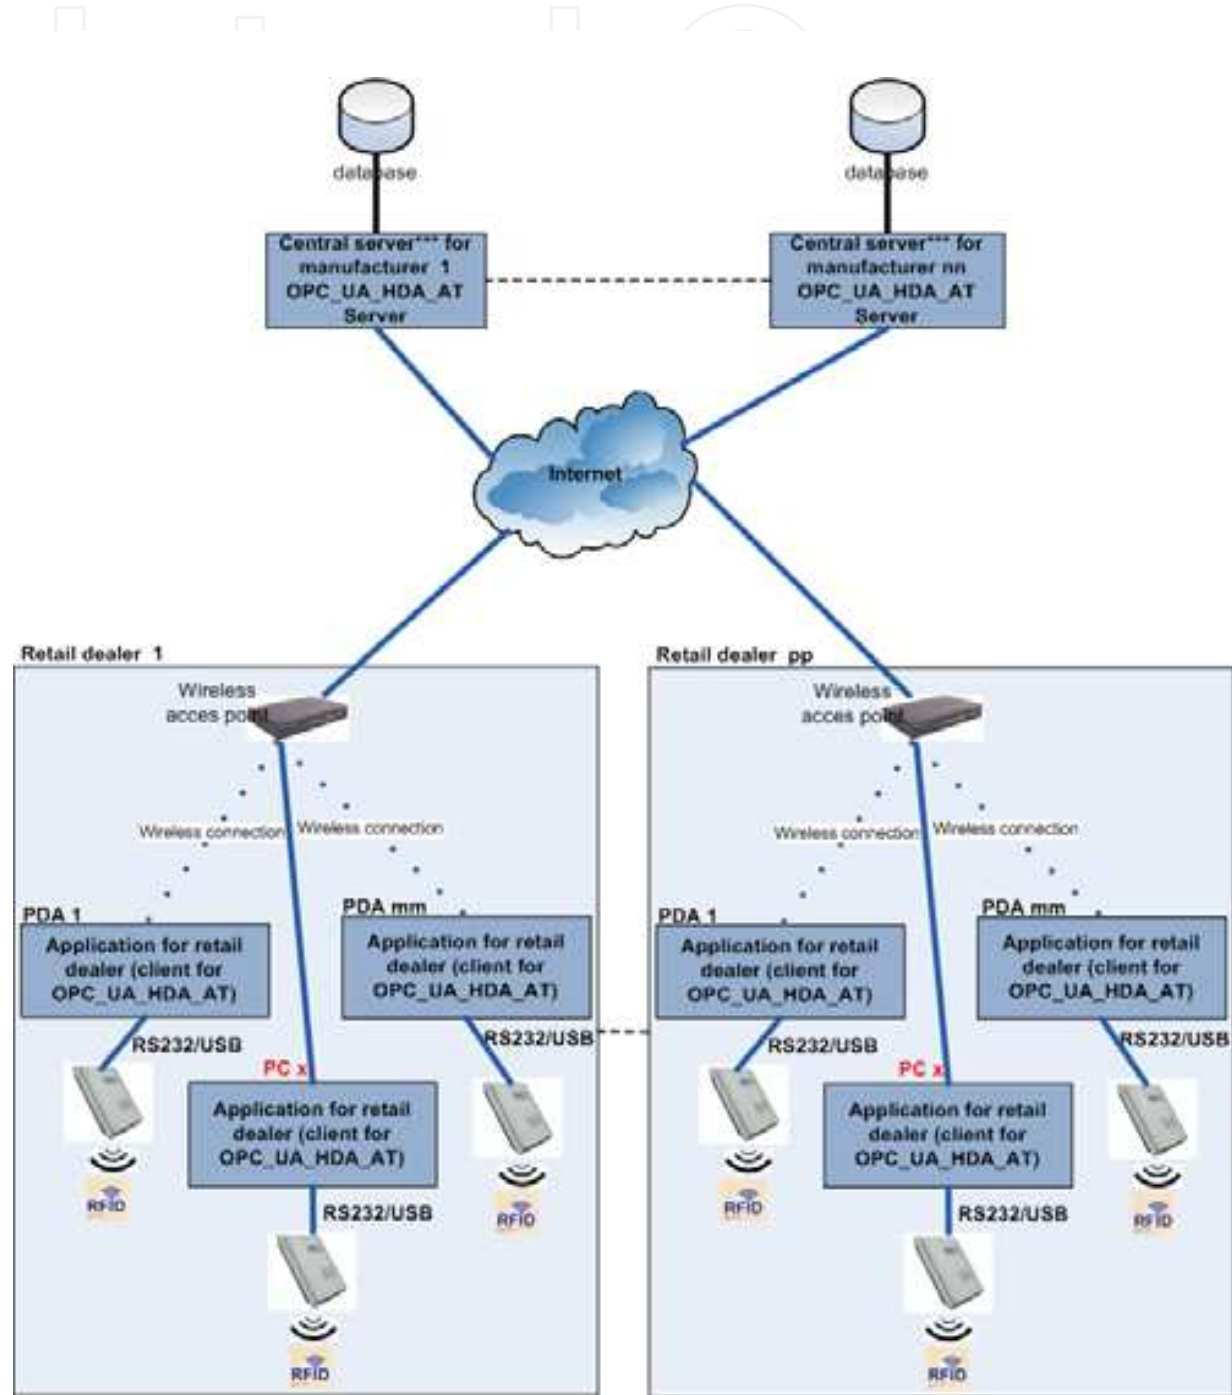 database
database
Central server*** for
manufacturer 1
OPC_UA_HDA_AT
Server
Central server*** for
manufacturer nn
OPC_UA_HDA_AT
Server
Internet
Retail dealer 1
Wireless
acces point
Wireless connection
Wireless connection
PDA 1
Application for retail
dealer (client for
OPC_UA_HDA_AT)
PDA mm
Application for retail
dealer (client for
OPC_UA_HDA_AT)
RS232/USB
RS232/USB
PC x
Application for retail
dealer (client for
OPC_UA_HDA_AT)
RFID
RFID
RS232/USB
RFID
Retail dealer pp
Wireless
acces point
Wireless connection
Wireless connection
PDA 1
Application for retail
dealer (client for
OPC_UA_HDA_AT)
PDA mm
Application for retail
dealer (client for
OPC_UA_HDA_AT)
RS232/USB
RS232/USB
PC x
Application for retail
dealer (client for
OPC_UA_HDA_AT)
RFID
RFID
RS232/USB
RFID